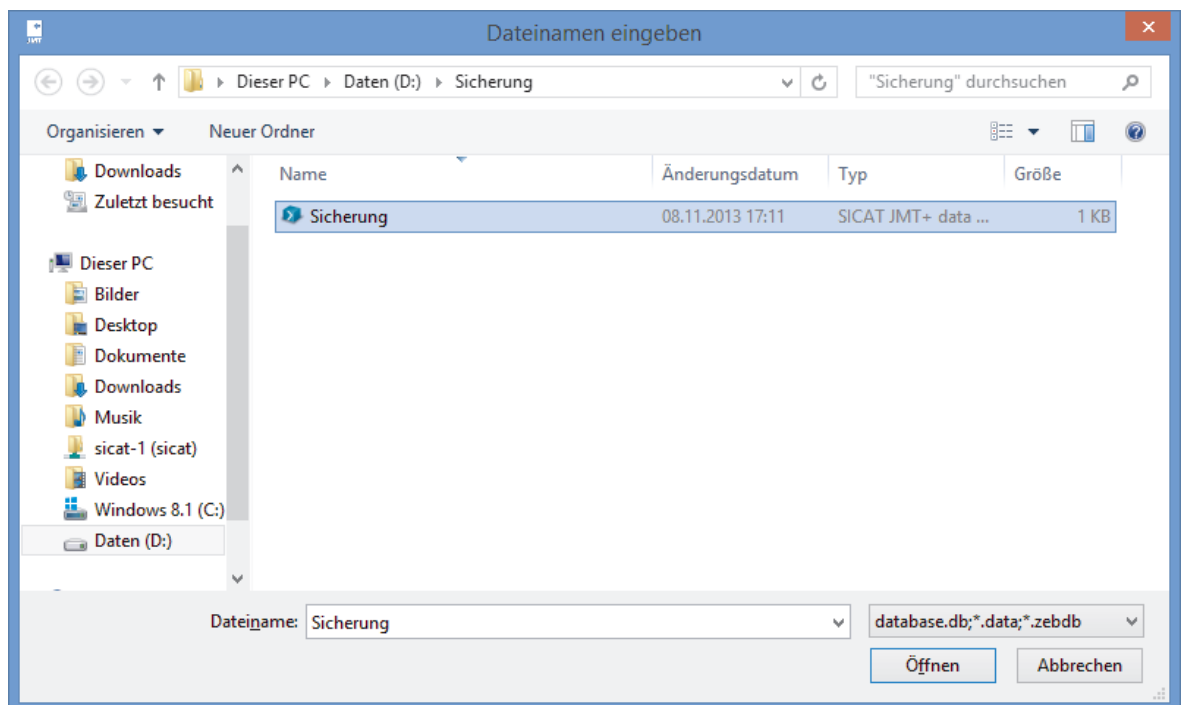 JMT
Dateinamen eingeben
Dieser PC Daten (D:) Sicherung
"Sicherung" durchsuchen
Organisieren Neuer Ordner
Downloads
Zuletzt besucht
Dieser PC
Bilder
Desktop
Dokumente
Downloads
Musik
sicat-1 (sicat)
Videos
Windows 8.1 (C:)
Daten (D:)
Name Änderungsdatum Typ Größe
Sicherung 08.11.2013 17:11 SICAT JMT+ data ... 1 KB
Dateiname: Sicherung
database.db;*.data;*.zebdb
Öffnen Abbrechen